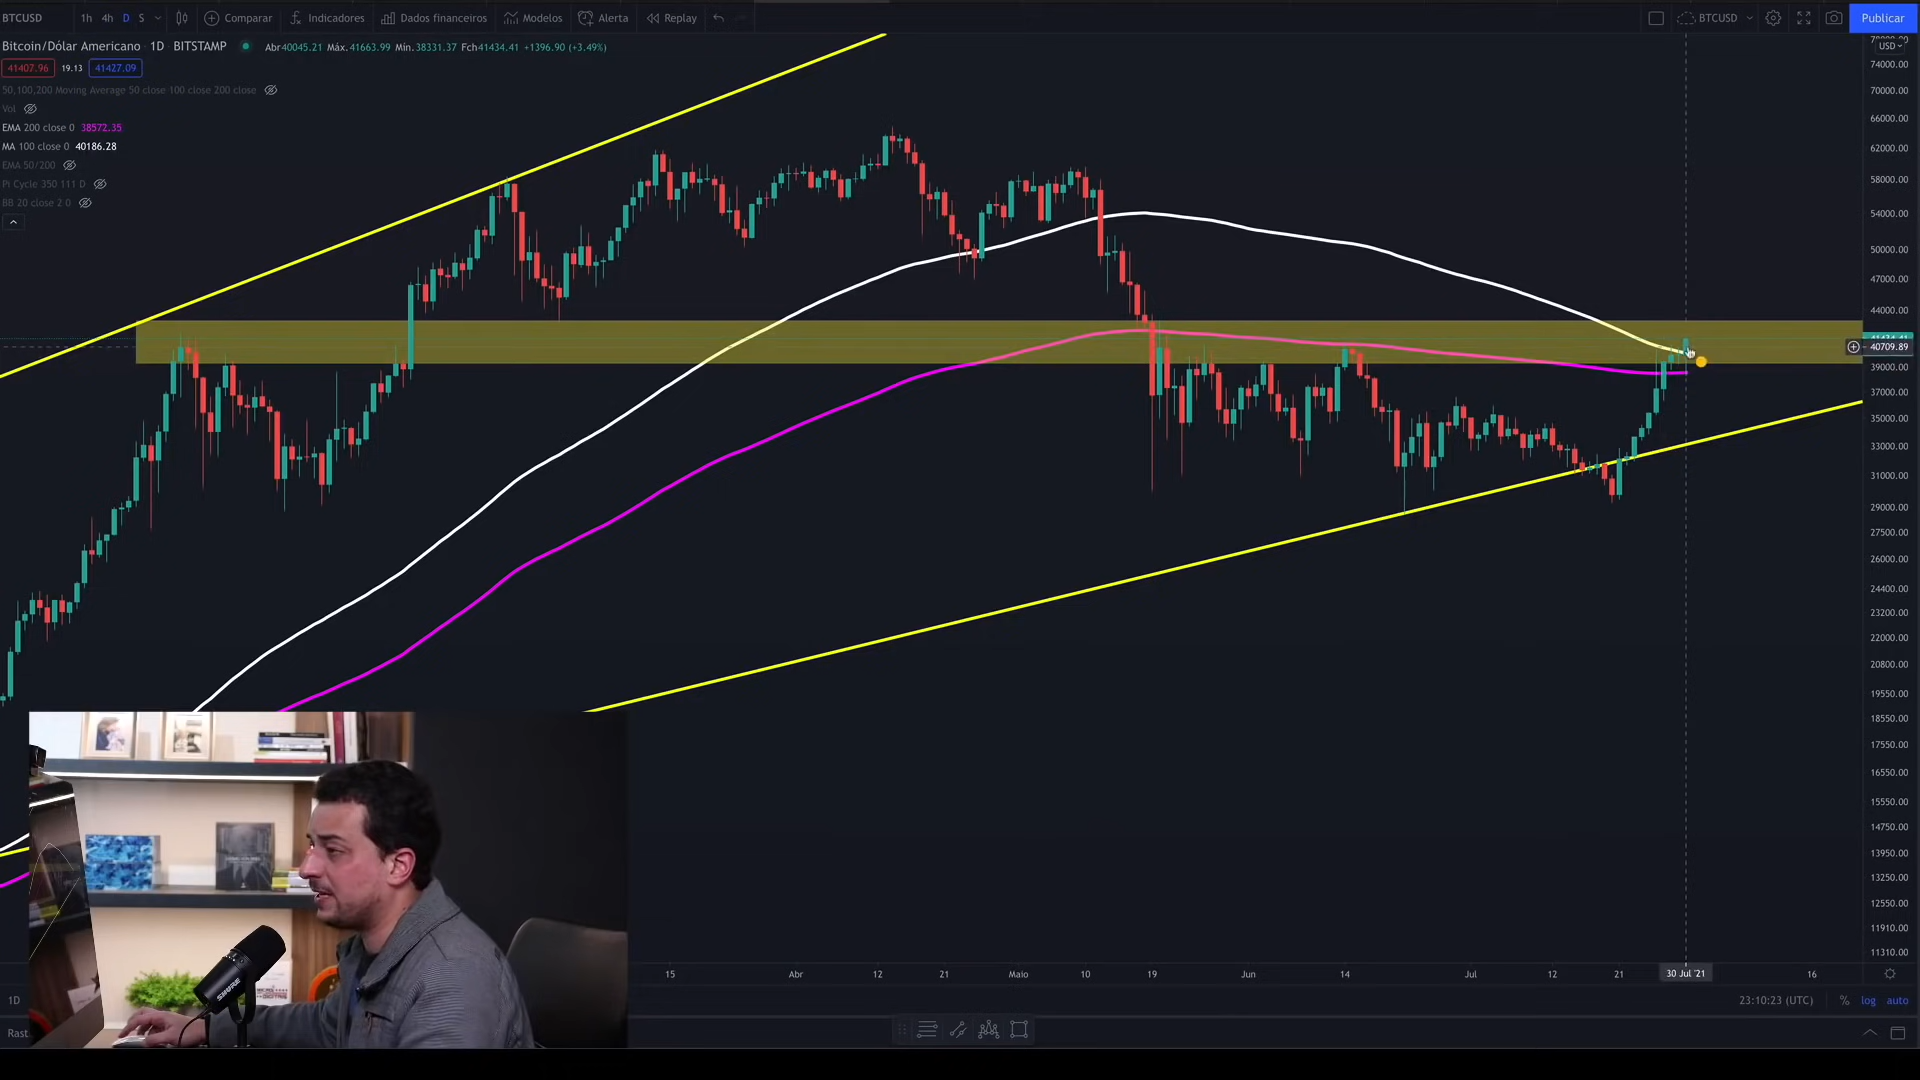 BTCUSD 1h 4h D S Comparar Indicadores Dados financeiros Modelos Alerta Replay BTCUSD Publicar
Bitcoin/Dólar Americano · 1D · BITSTAMP Abr40045.21 Máx.41663.99 Mín.38331.37 Fch41434.41 +1396.90 (+3.49%)
USD
41407.96 19.13 41427.09
50,100,200 Moving Average 50 close 100 close 200 close
Vol
EMA 200 close 0 38572.35
MA 100 close 0 40186.28
EMA 50/200
Pi Cycle 350 111 D
BB 20 close 2 0
74000.00
70000.00
66000.00
62000.00
58000.00
54000.00
50000.00
47000.00
44000.00
40709.89
39000.00
37000.00
35000.00
33000.00
31000.00
29000.00
27500.00
26000.00
24400.00
23200.00
22000.00
20800.00
19550.00
18550.00
17550.00
16550.00
15550.00
14750.00
13950.00
13250.00
12550.00
11910.00
11310.00
SHURE
15 Abr 12 21 Maio 10 19 Jun 14 Jul 12 21 30 Jul '21 16
1D
23:10:23 (UTC) % log auto
Rast